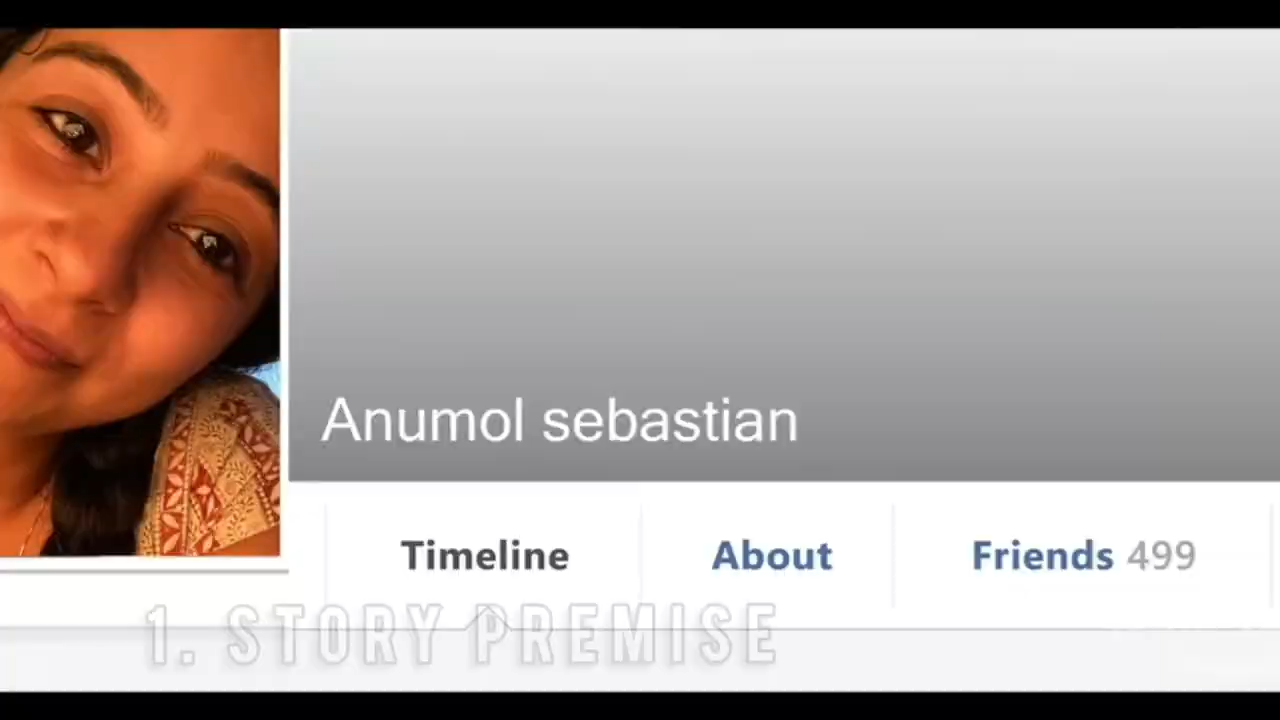 Anumol sebastian
Timeline
About
Friends 499
1. STORY PREMISE